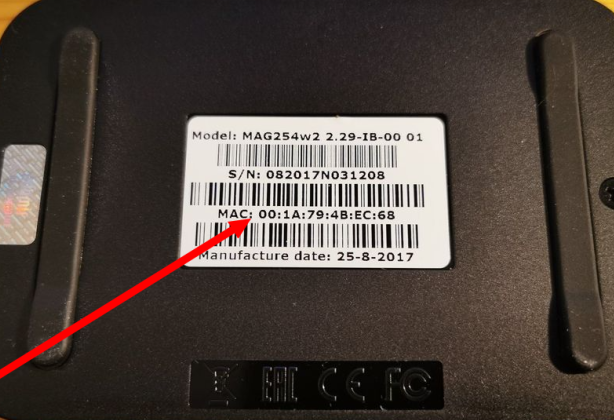 Model: MAG254w2 2.29-IB-00 01
S/N: 082017N031208
MAC: 00:1A:79:4B:EC:68
Manufacture date: 25-8-2017
EAC CE FC